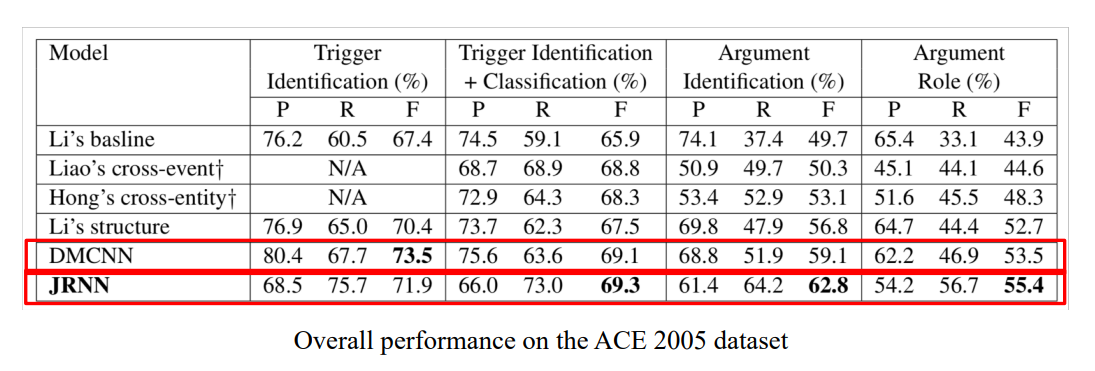 Model Trigger Trigger Identification Argument Argument
Identification (%) + Classification (%) Identification (%) Role (%)
P R F P R F P R F P R F
Li's basline 76.2 60.5 67.4 74.5 59.1 65.9 74.1 37.4 49.7 65.4 33.1 43.9
Liao's cross-event† N/A 68.7 68.9 68.8 50.9 49.7 50.3 45.1 44.1 44.6
Hong's cross-entity† N/A 72.9 64.3 68.3 53.4 52.9 53.1 51.6 45.5 48.3
Li's structure 76.9 65.0 70.4 73.7 62.3 67.5 69.8 47.9 56.8 64.7 44.4 52.7
DMCNN 80.4 67.7 73.5 75.6 63.6 69.1 68.8 51.9 59.1 62.2 46.9 53.5
JRNN 68.5 75.7 71.9 66.0 73.0 69.3 61.4 64.2 62.8 54.2 56.7 55.4
Overall performance on the ACE 2005 dataset